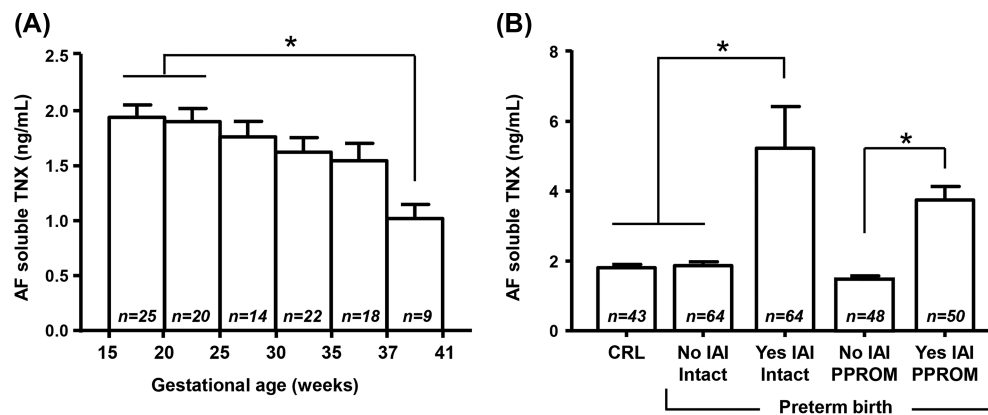 (A)
*
AF soluble TNX (ng/mL)
2.5
2.0
1.5
1.0
0.5
0.0
n=25 n=20 n=14 n=22 n=18 n=9
15 20 25 30 35 37 41
Gestational age (weeks)
(B)
*
*
AF soluble TNX (ng/mL)
8
6
4
2
0
n=43 n=64 n=64 n=48 n=50
CRL No IAI Yes IAI No IAI Yes IAI
Intact Intact PPROM PPROM
Preterm birth